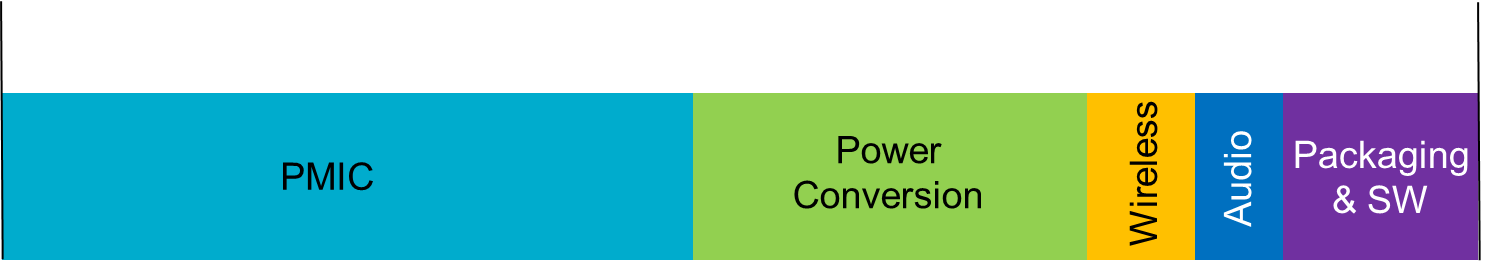 PMIC
Power
Conversion
Wireless
Audio
Packaging
& SW